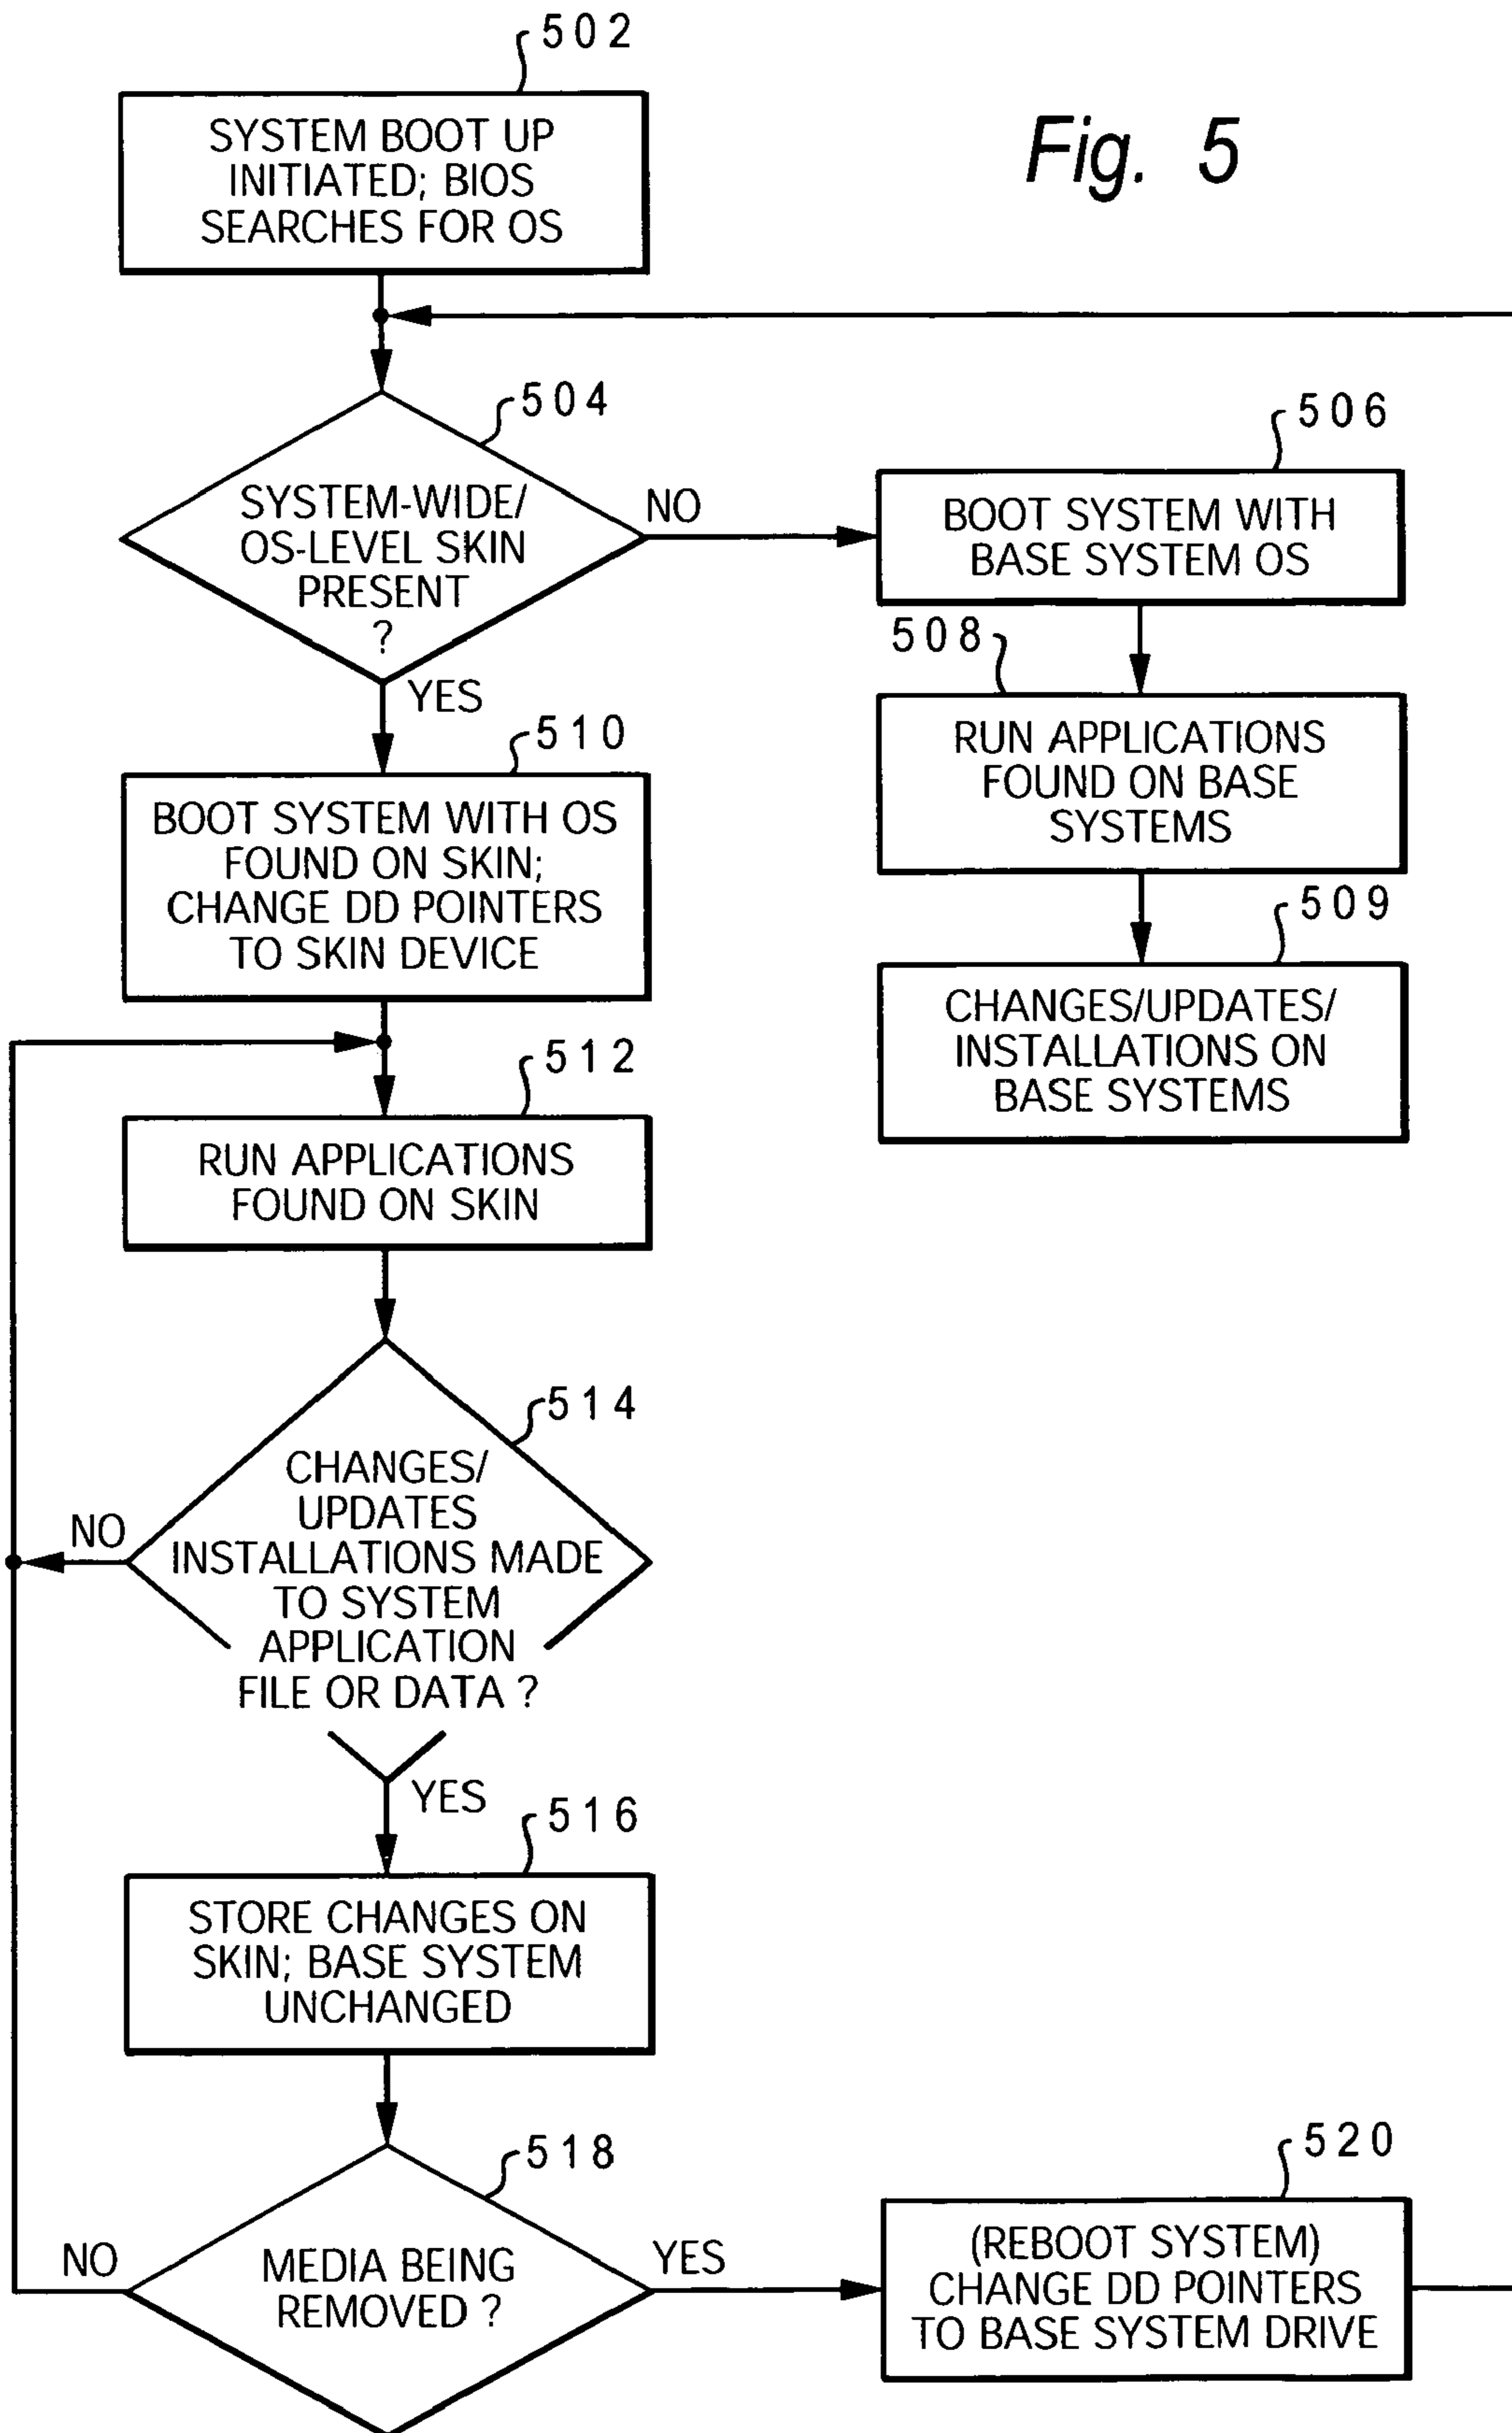 502
SYSTEM BOOT UP
INITIATED; BIOS
SEARCHES FOR OS
Fig. 5
504
SYSTEM-WIDE/
OS-LEVEL SKIN
PRESENT
?
NO
YES
506
BOOT SYSTEM WITH
BASE SYSTEM OS
508
RUN APPLICATIONS
FOUND ON BASE
SYSTEMS
509
CHANGES/UPDATES/
INSTALLATIONS ON
BASE SYSTEMS
510
BOOT SYSTEM WITH OS
FOUND ON SKIN;
CHANGE DD POINTERS
TO SKIN DEVICE
512
RUN APPLICATIONS
FOUND ON SKIN
514
CHANGES/
UPDATES
INSTALLATIONS MADE
TO SYSTEM
APPLICATION
FILE OR DATA ?
NO
YES
516
STORE CHANGES ON
SKIN; BASE SYSTEM
UNCHANGED
518
MEDIA BEING
REMOVED ?
NO
YES
520
(REBOOT SYSTEM)
CHANGE DD POINTERS
TO BASE SYSTEM DRIVE